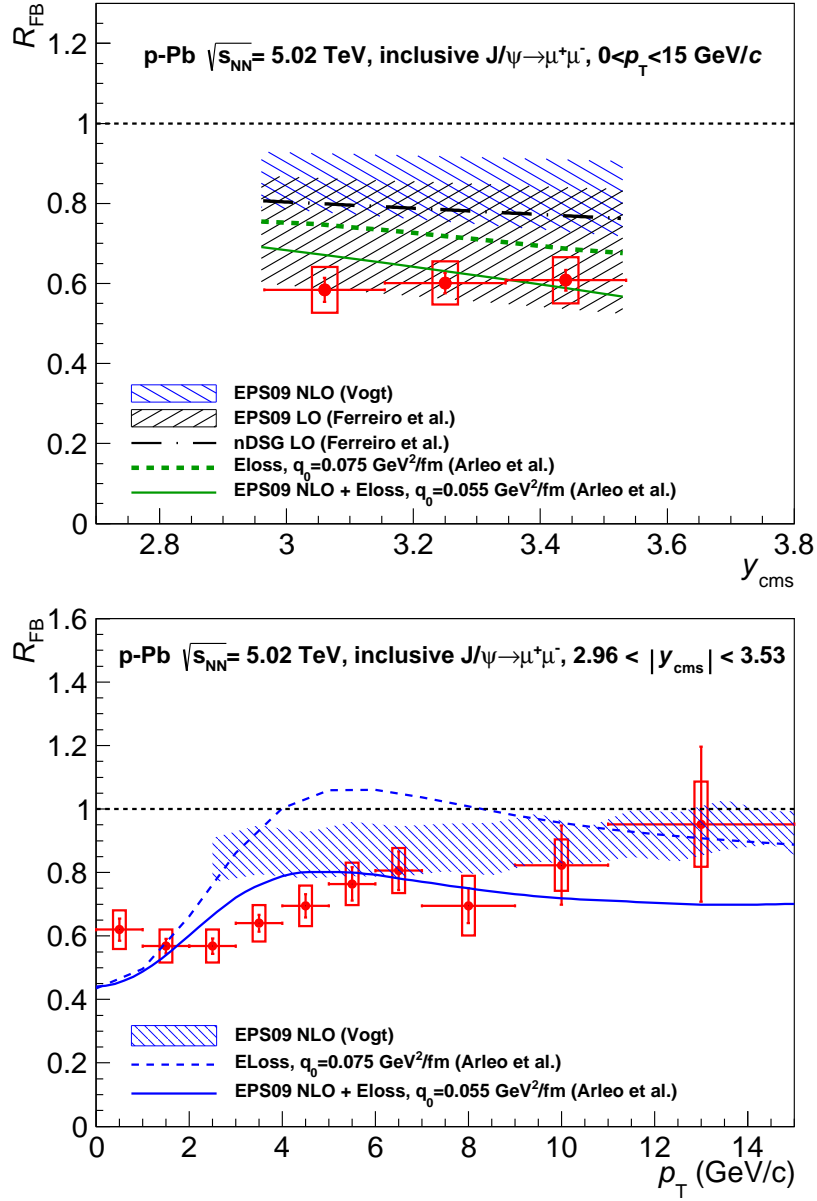 R_FB
p-Pb √s_NN= 5.02 TeV, inclusive J/ψ→μ⁺μ⁻, 0<p_T<15 GeV/c
1.2
1
0.8
0.6
0.4
0.2
0
EPS09 NLO (Vogt)
EPS09 LO (Ferreiro et al.)
nDSG LO (Ferreiro et al.)
Eloss, q₀=0.075 GeV²/fm (Arleo et al.)
EPS09 NLO + Eloss, q₀=0.055 GeV²/fm (Arleo et al.)
2.8 3 3.2 3.4 3.6 3.8
y_cms
R_FB
p-Pb √s_NN= 5.02 TeV, inclusive J/ψ→μ⁺μ⁻, 2.96 < |y_cms| < 3.53
1.6
1.4
1.2
1
0.8
0.6
0.4
0.2
0
EPS09 NLO (Vogt)
ELoss, q₀=0.075 GeV²/fm (Arleo et al.)
EPS09 NLO + Eloss, q₀=0.055 GeV²/fm (Arleo et al.)
0 2 4 6 8 10 12 14
p_T (GeV/c)